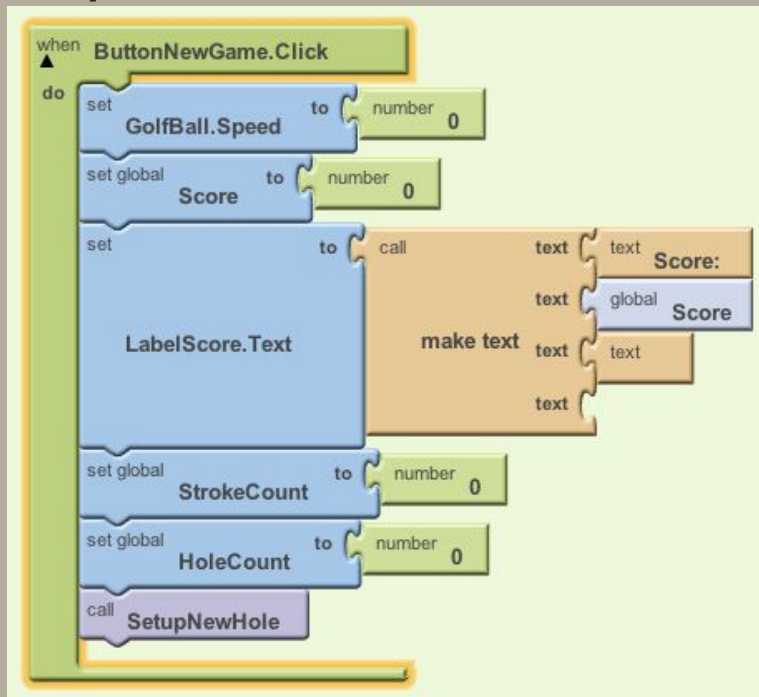 when ButtonNewGame.Click
do set to number 0
GolfBall.Speed
set global to number 0
Score
set to call text text Score:
text global Score
LabelScore.Text make text text text
text
set global to number 0
StrokeCount
set global to number 0
HoleCount
call SetupNewHole